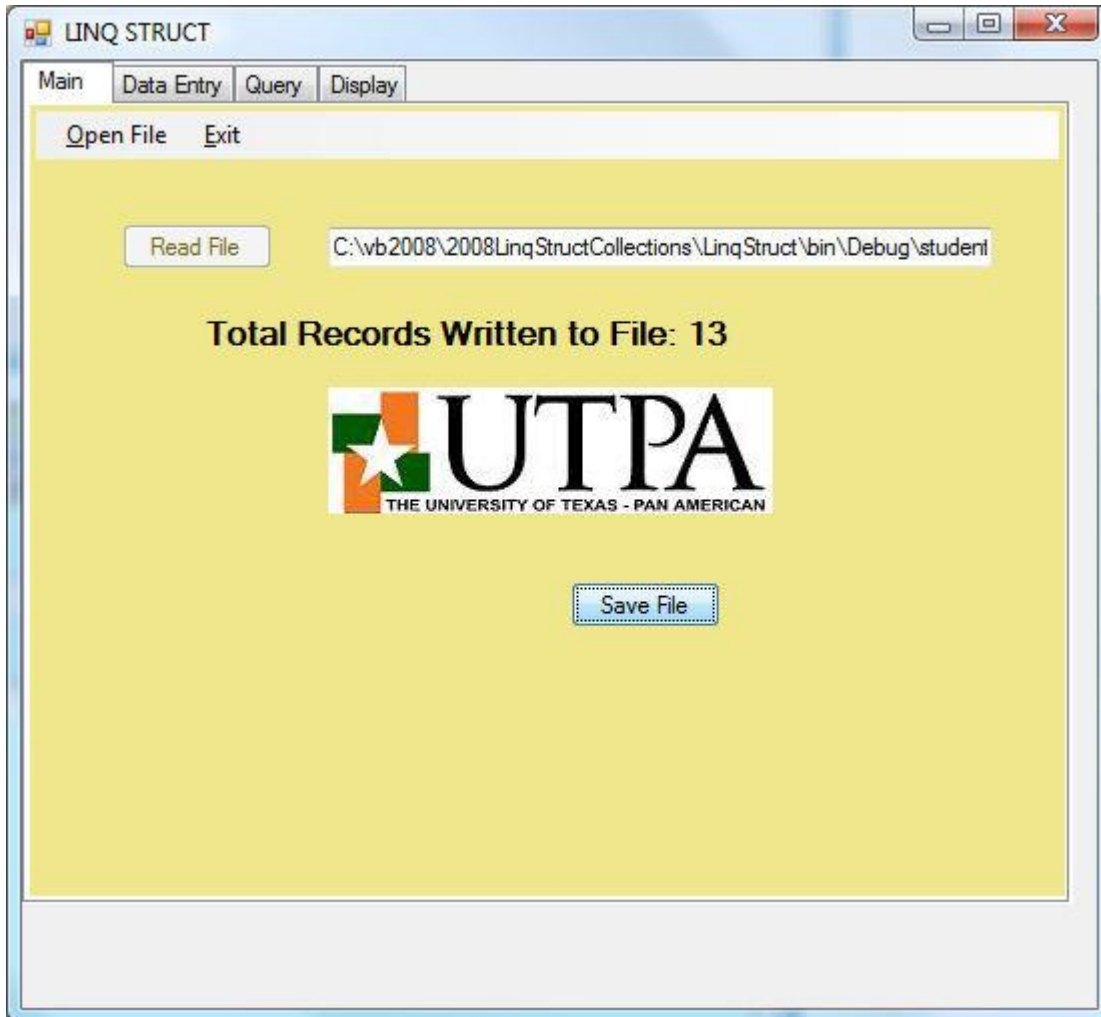 LINQ STRUCT
Main Data Entry Query Display
Open File Exit
Read File C:\vb2008\2008LinqStructCollections\LinqStruct\bin\Debug\student
Total Records Written to File: 13
UTPA
THE UNIVERSITY OF TEXAS - PAN AMERICAN
Save File